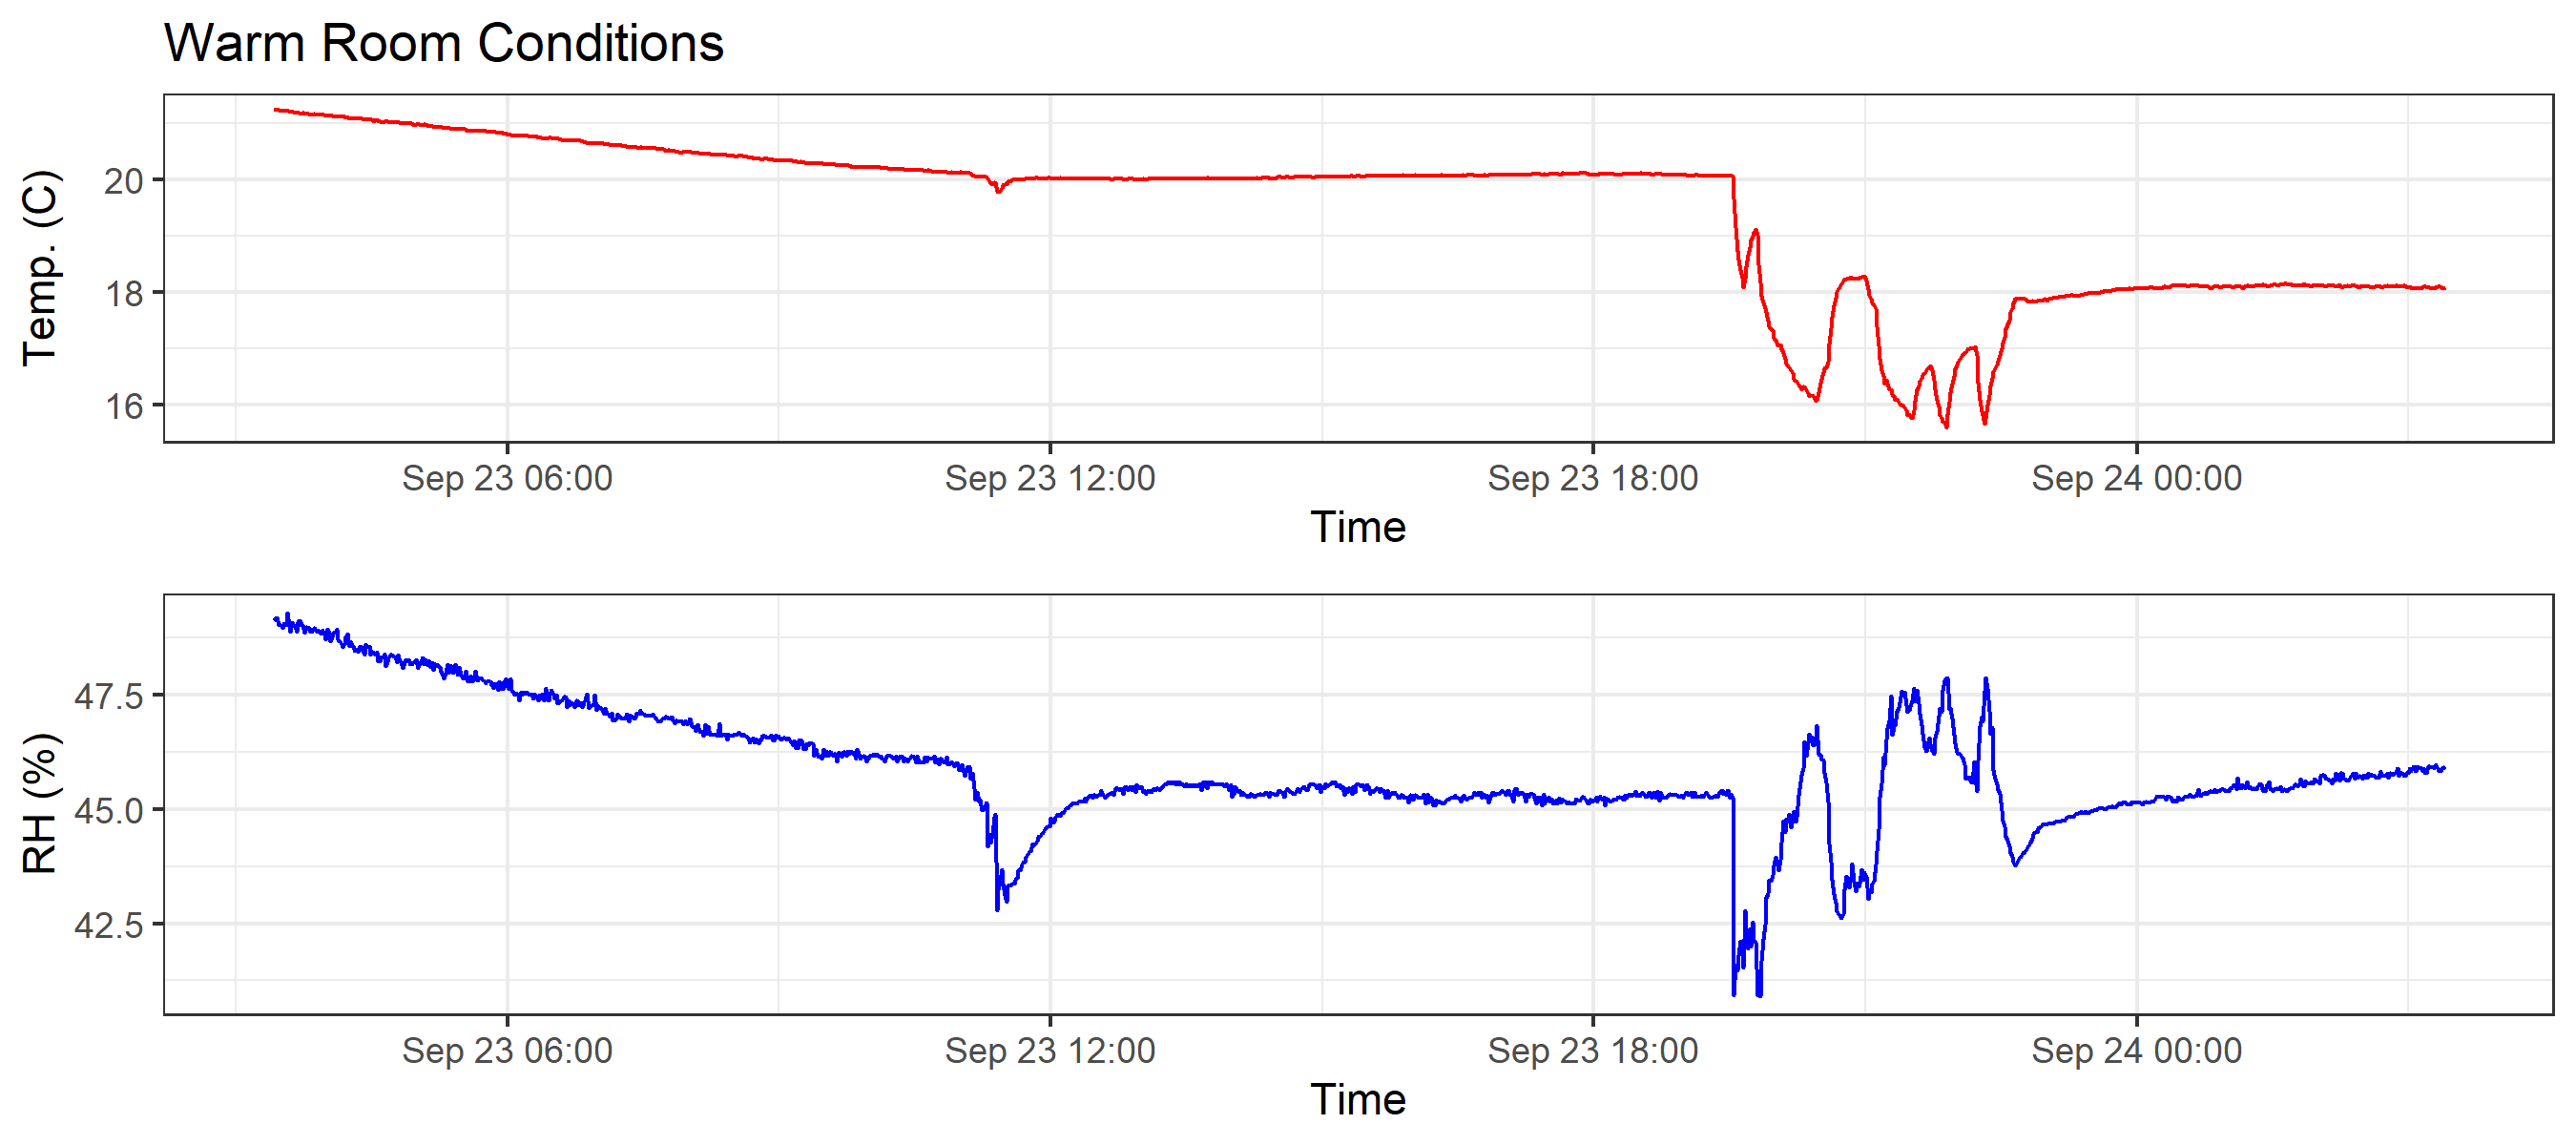 Warm Room Conditions
Temp. (C)
20
18
16
Sep 23 06:00 Sep 23 12:00 Sep 23 18:00 Sep 24 00:00
Time
RH (%)
47.5
45.0
42.5
Sep 23 06:00 Sep 23 12:00 Sep 23 18:00 Sep 24 00:00
Time